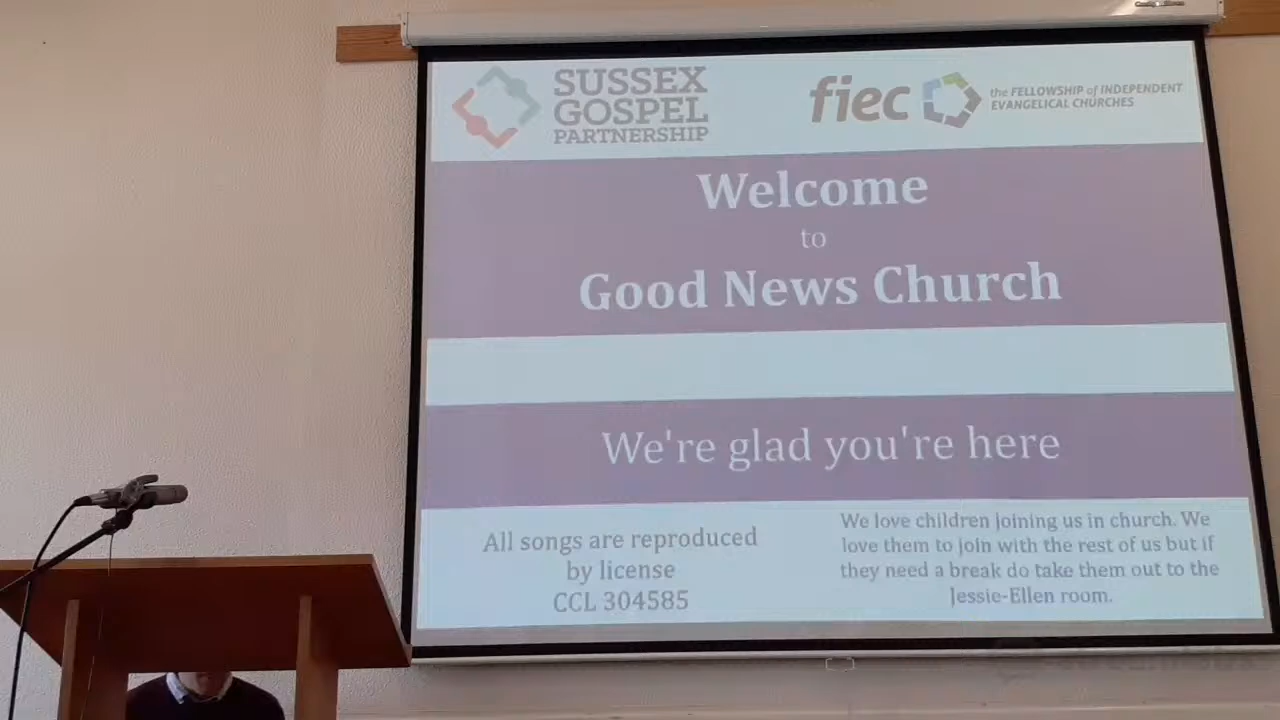 SUSSEX
GOSPEL
PARTNERSHIP
fiec
the FELLOWSHIP of INDEPENDENT
EVANGELICAL CHURCHES
Welcome
to
Good News Church
We're glad you're here
All songs are reproduced
by license
CCL 304585
We love children joining us in church. We
love them to join with the rest of us but if
they need a break do take them out to the
Jessie-Ellen room.